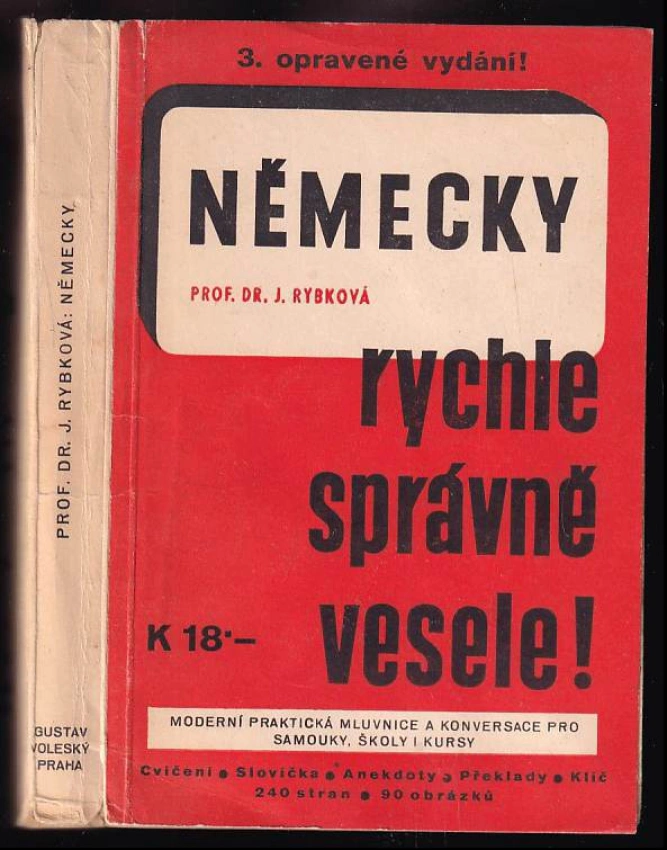 3. opravené vydání!
NĚMECKY
PROF. DR. J. RYBKOVÁ
rychle
správně
vesele!
K 18·–
MODERNÍ PRAKTICKÁ MLUVNICE A KONVERSACE PRO
SAMOUKY, ŠKOLY I KURSY
Cvičení ● Slovíčka ● Anekdoty ● Překlady ● Klíč
240 stran ● 90 obrázků
PROF. DR. J. RYBKOVÁ: NĚMECKY
GUSTAV
VOLESKÝ
PRAHA